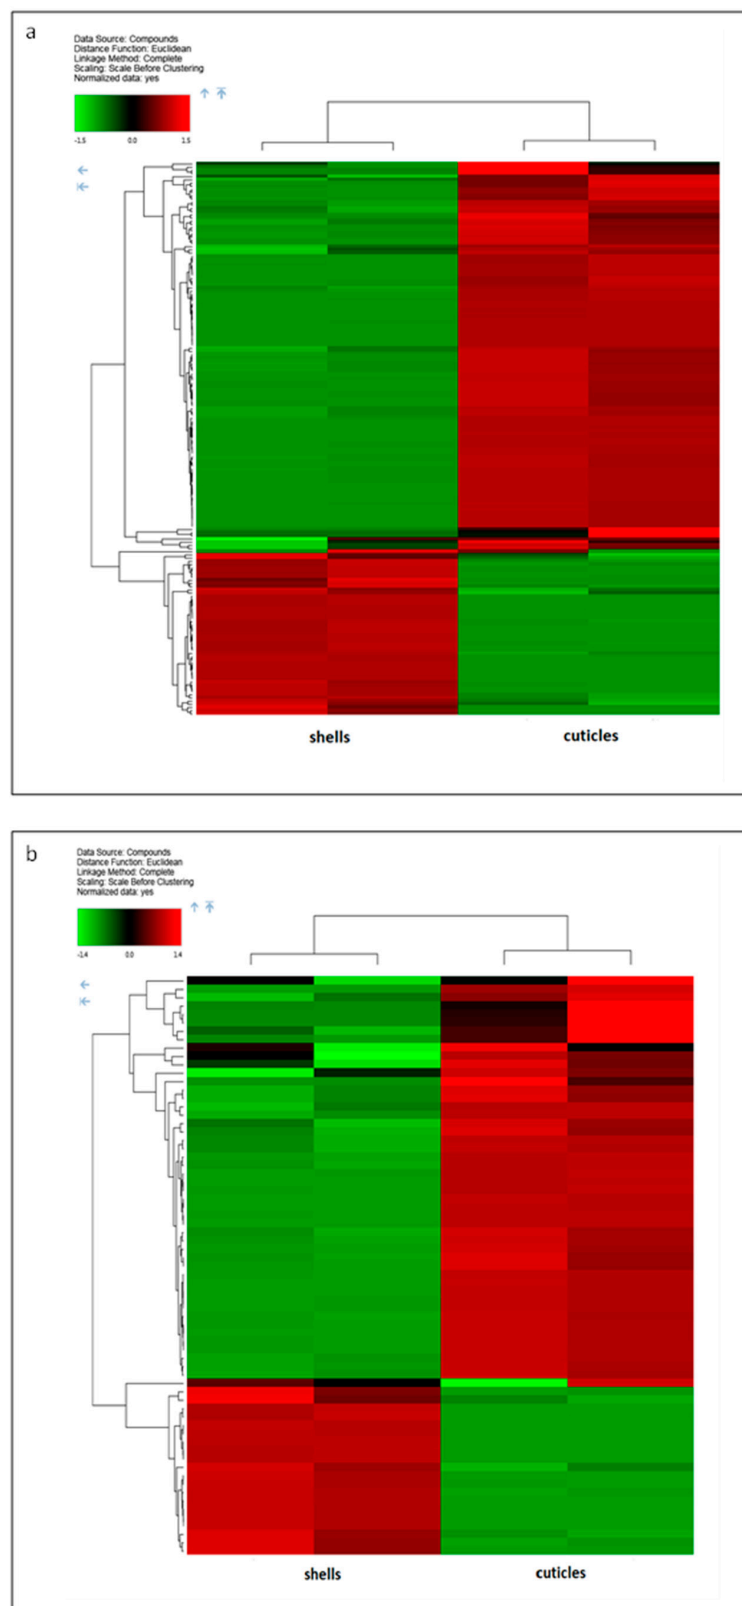 a
Data Source: Compounds
Distance Function: Euclidean
Linkage Method: Complete
Scaling: Scale Before Clustering
Normalized data: yes
-1.5 0.0 1.5
shells cuticles
b
Data Source: Compounds
Distance Function: Euclidean
Linkage Method: Complete
Scaling: Scale Before Clustering
Normalized data: yes
-1.4 0.0 1.4
shells cuticles